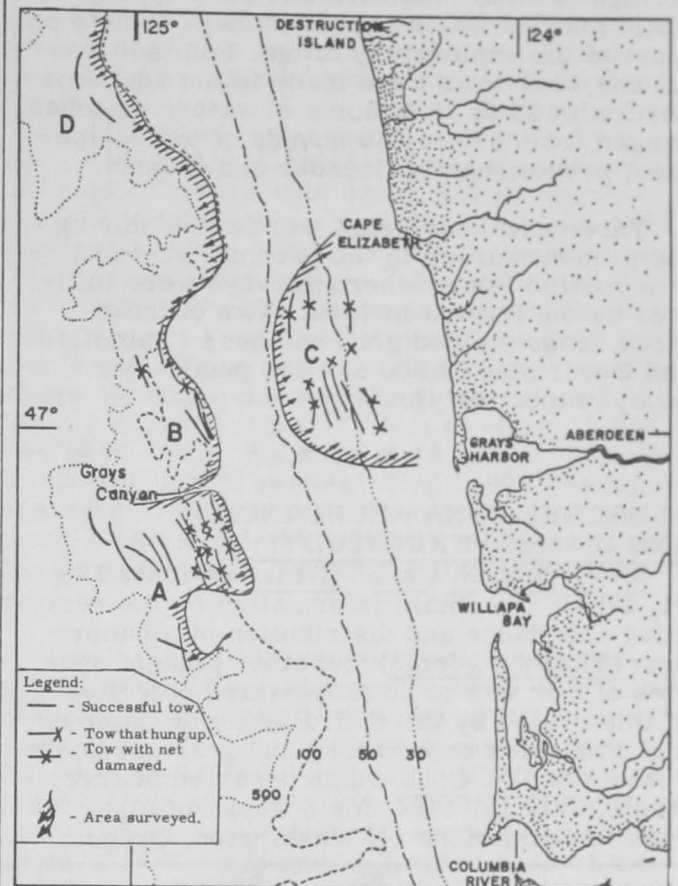 125°
DESTRUCTION
ISLAND
124°
D
CAPE
ELIZABETH
C
47°
B
GRAYS
HARBOR
ABERDEEN
Grays
Canyon
A
WILLAPA
BAY
Legend:
- Successful tow.
- Tow that hung up.
- Tow with net
damaged.
- Area surveyed.
100
50
30
500
COLUMBIA
RIVER